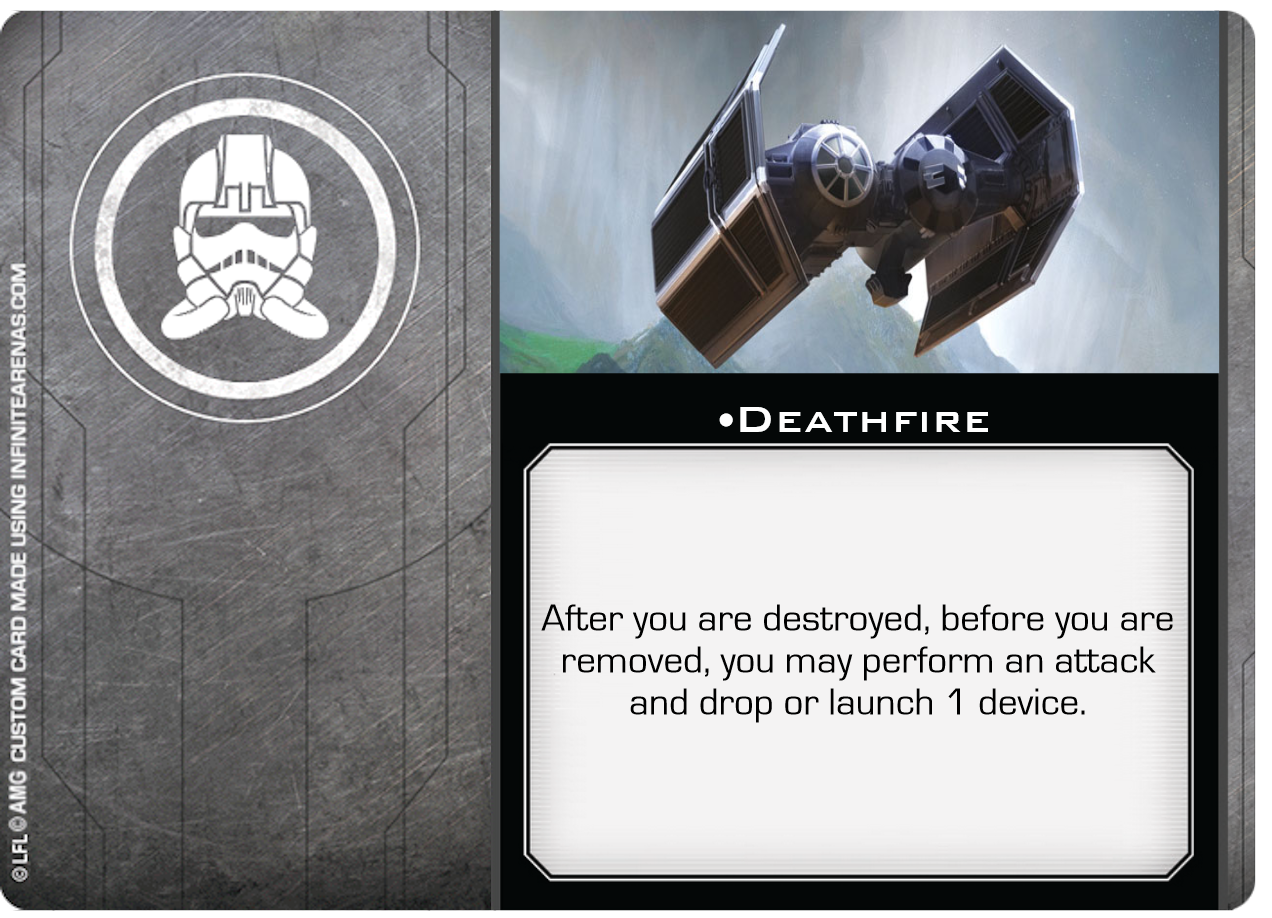 •DEATHFIRE
After you are destroyed, before you are
removed, you may perform an attack
and drop or launch 1 device.
©LFL©AMG CUSTOM CARD MADE USING INFINITEARENAS.COM